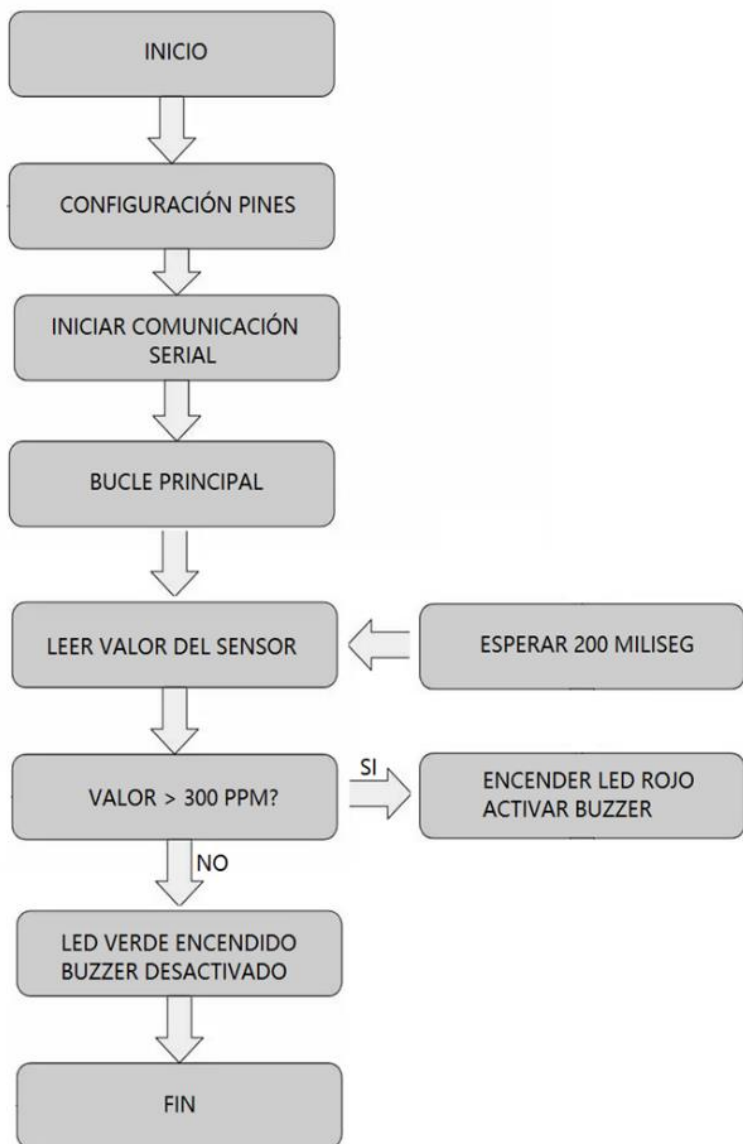 INICIO
CONFIGURACIÓN PINES
INICIAR COMUNICACIÓN
SERIAL
BUCLE PRINCIPAL
LEER VALOR DEL SENSOR
ESPERAR 200 MILISEG
VALOR > 300 PPM?
SI
ENCENDER LED ROJO
ACTIVAR BUZZER
NO
LED VERDE ENCENDIDO
BUZZER DESACTIVADO
FIN